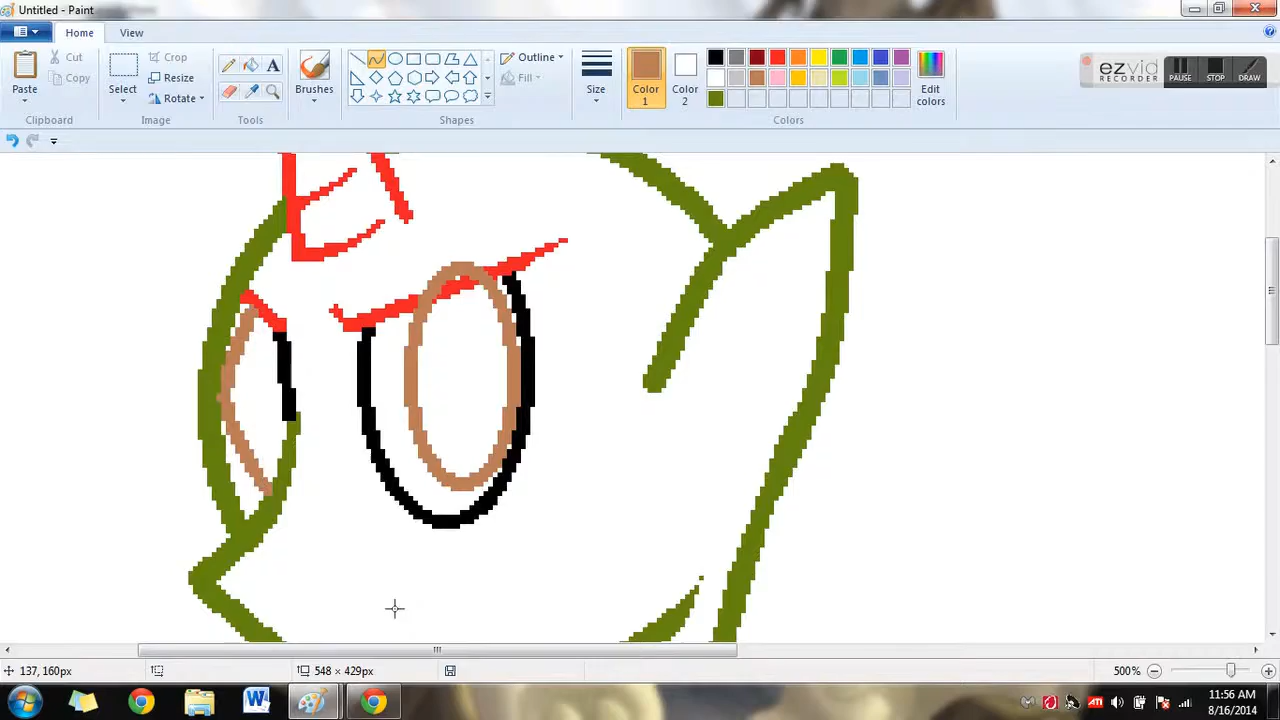 Untitled - Paint
Home View
Paste
Cut
Copy
Clipboard
Select
Crop
Resize
Rotate
Image
A
Tools
Brushes
Outline
Fill
Shapes
Size
Color 1
Color 2
Edit colors
Colors
ezvid
RECORDER
PAUSE STOP DRAW
137, 160px
548 × 429px
500%
W
ATI
11:56 AM
8/16/2014